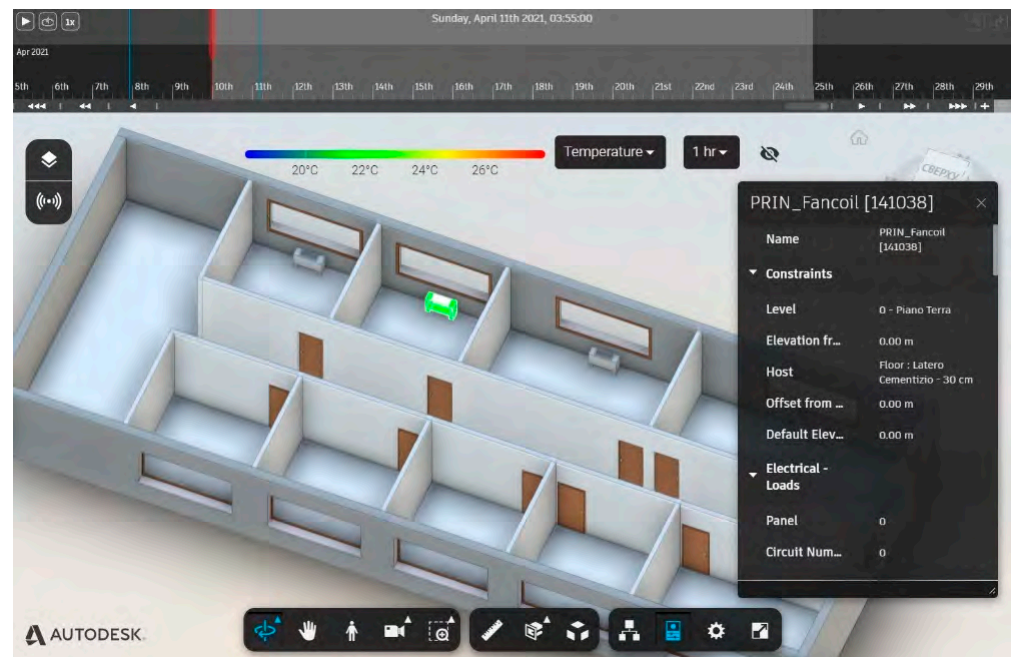 1x
Sunday, April 11th 2021, 03:55:00
Apr 2021
5th 6th 7th 8th 9th 10th 11th 12th 13th 14th 15th 16th 17th 18th 19th 20th 21st 22nd 23rd 24th 25th 26th 27th 28th 29th
20°C 22°C 24°C 26°C
Temperature
1 hr
СВЕРХУ
PRIN_Fancoil [141038]
Name PRIN_Fancoil
[141038]
Constraints
Level 0 - Piano Terra
Elevation fr... 0.00 m
Host Floor : Latero
Cementizio - 30 cm
Offset from ... 0.00 m
Default Elev... 0.00 m
Electrical -
Loads
Panel 0
Circuit Num... 0
AUTODESK.